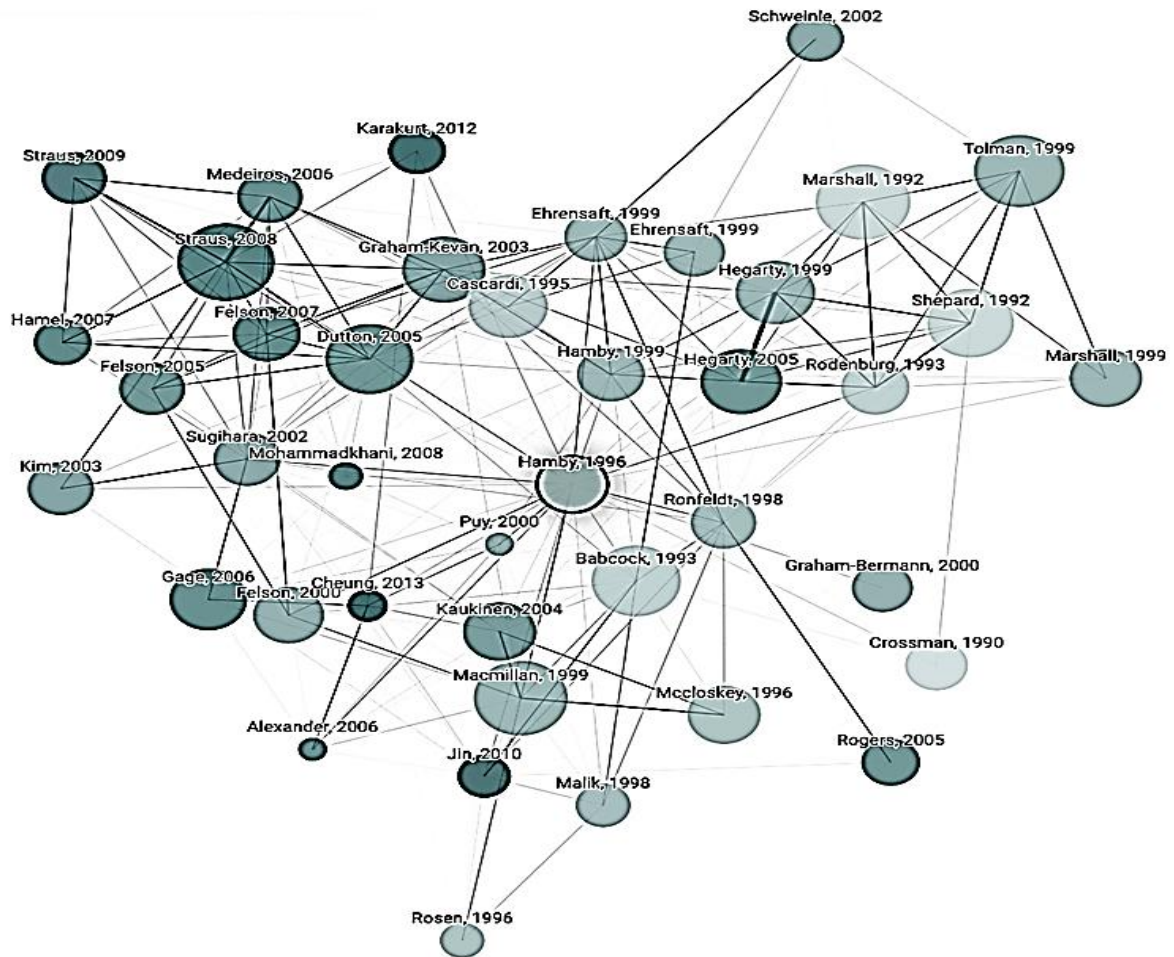 Schweinle, 2002
Karakurt, 2012
Straus, 2009
Medeiros, 2006
Tolman, 1999
Marshall, 1992
Ehrensaft, 1999
Ehrensaft, 1999
Straus, 2008
Graham-Kevan, 2003
Hegarty, 1999
Cascardi, 1995
Shepard, 1992
Hamel, 2007
Felson, 2007
Dutton, 2005
Hamby, 1999
Hegarty, 2005
Rodenburg, 1993
Marshall, 1999
Felson, 2005
Sugihara, 2002
Mohammadkhani, 2008
Kim, 2003
Hamby, 1996
Ronfeldt, 1998
Puy, 2000
Babcock, 1993
Graham-Bermann, 2000
Gage, 2006
Felson, 2000
Cheung, 2013
Kaukinen, 2004
Crossman, 1990
Macmillan, 1999
Mccloskey, 1996
Alexander, 2006
Jin, 2010
Rogers, 2005
Malik, 1998
Rosen, 1996